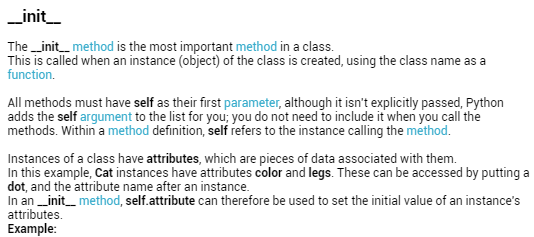 __init__
The __init__ method is the most important method in a class.
This is called when an instance (object) of the class is created, using the class name as a
function.
All methods must have self as their first parameter, although it isn't explicitly passed, Python
adds the self argument to the list for you; you do not need to include it when you call the
methods. Within a method definition, self refers to the instance calling the method.
Instances of a class have attributes, which are pieces of data associated with them.
In this example, Cat instances have attributes color and legs. These can be accessed by putting a
dot, and the attribute name after an instance.
In an __init__ method, self.attribute can therefore be used to set the initial value of an instance's
attributes.
Example: